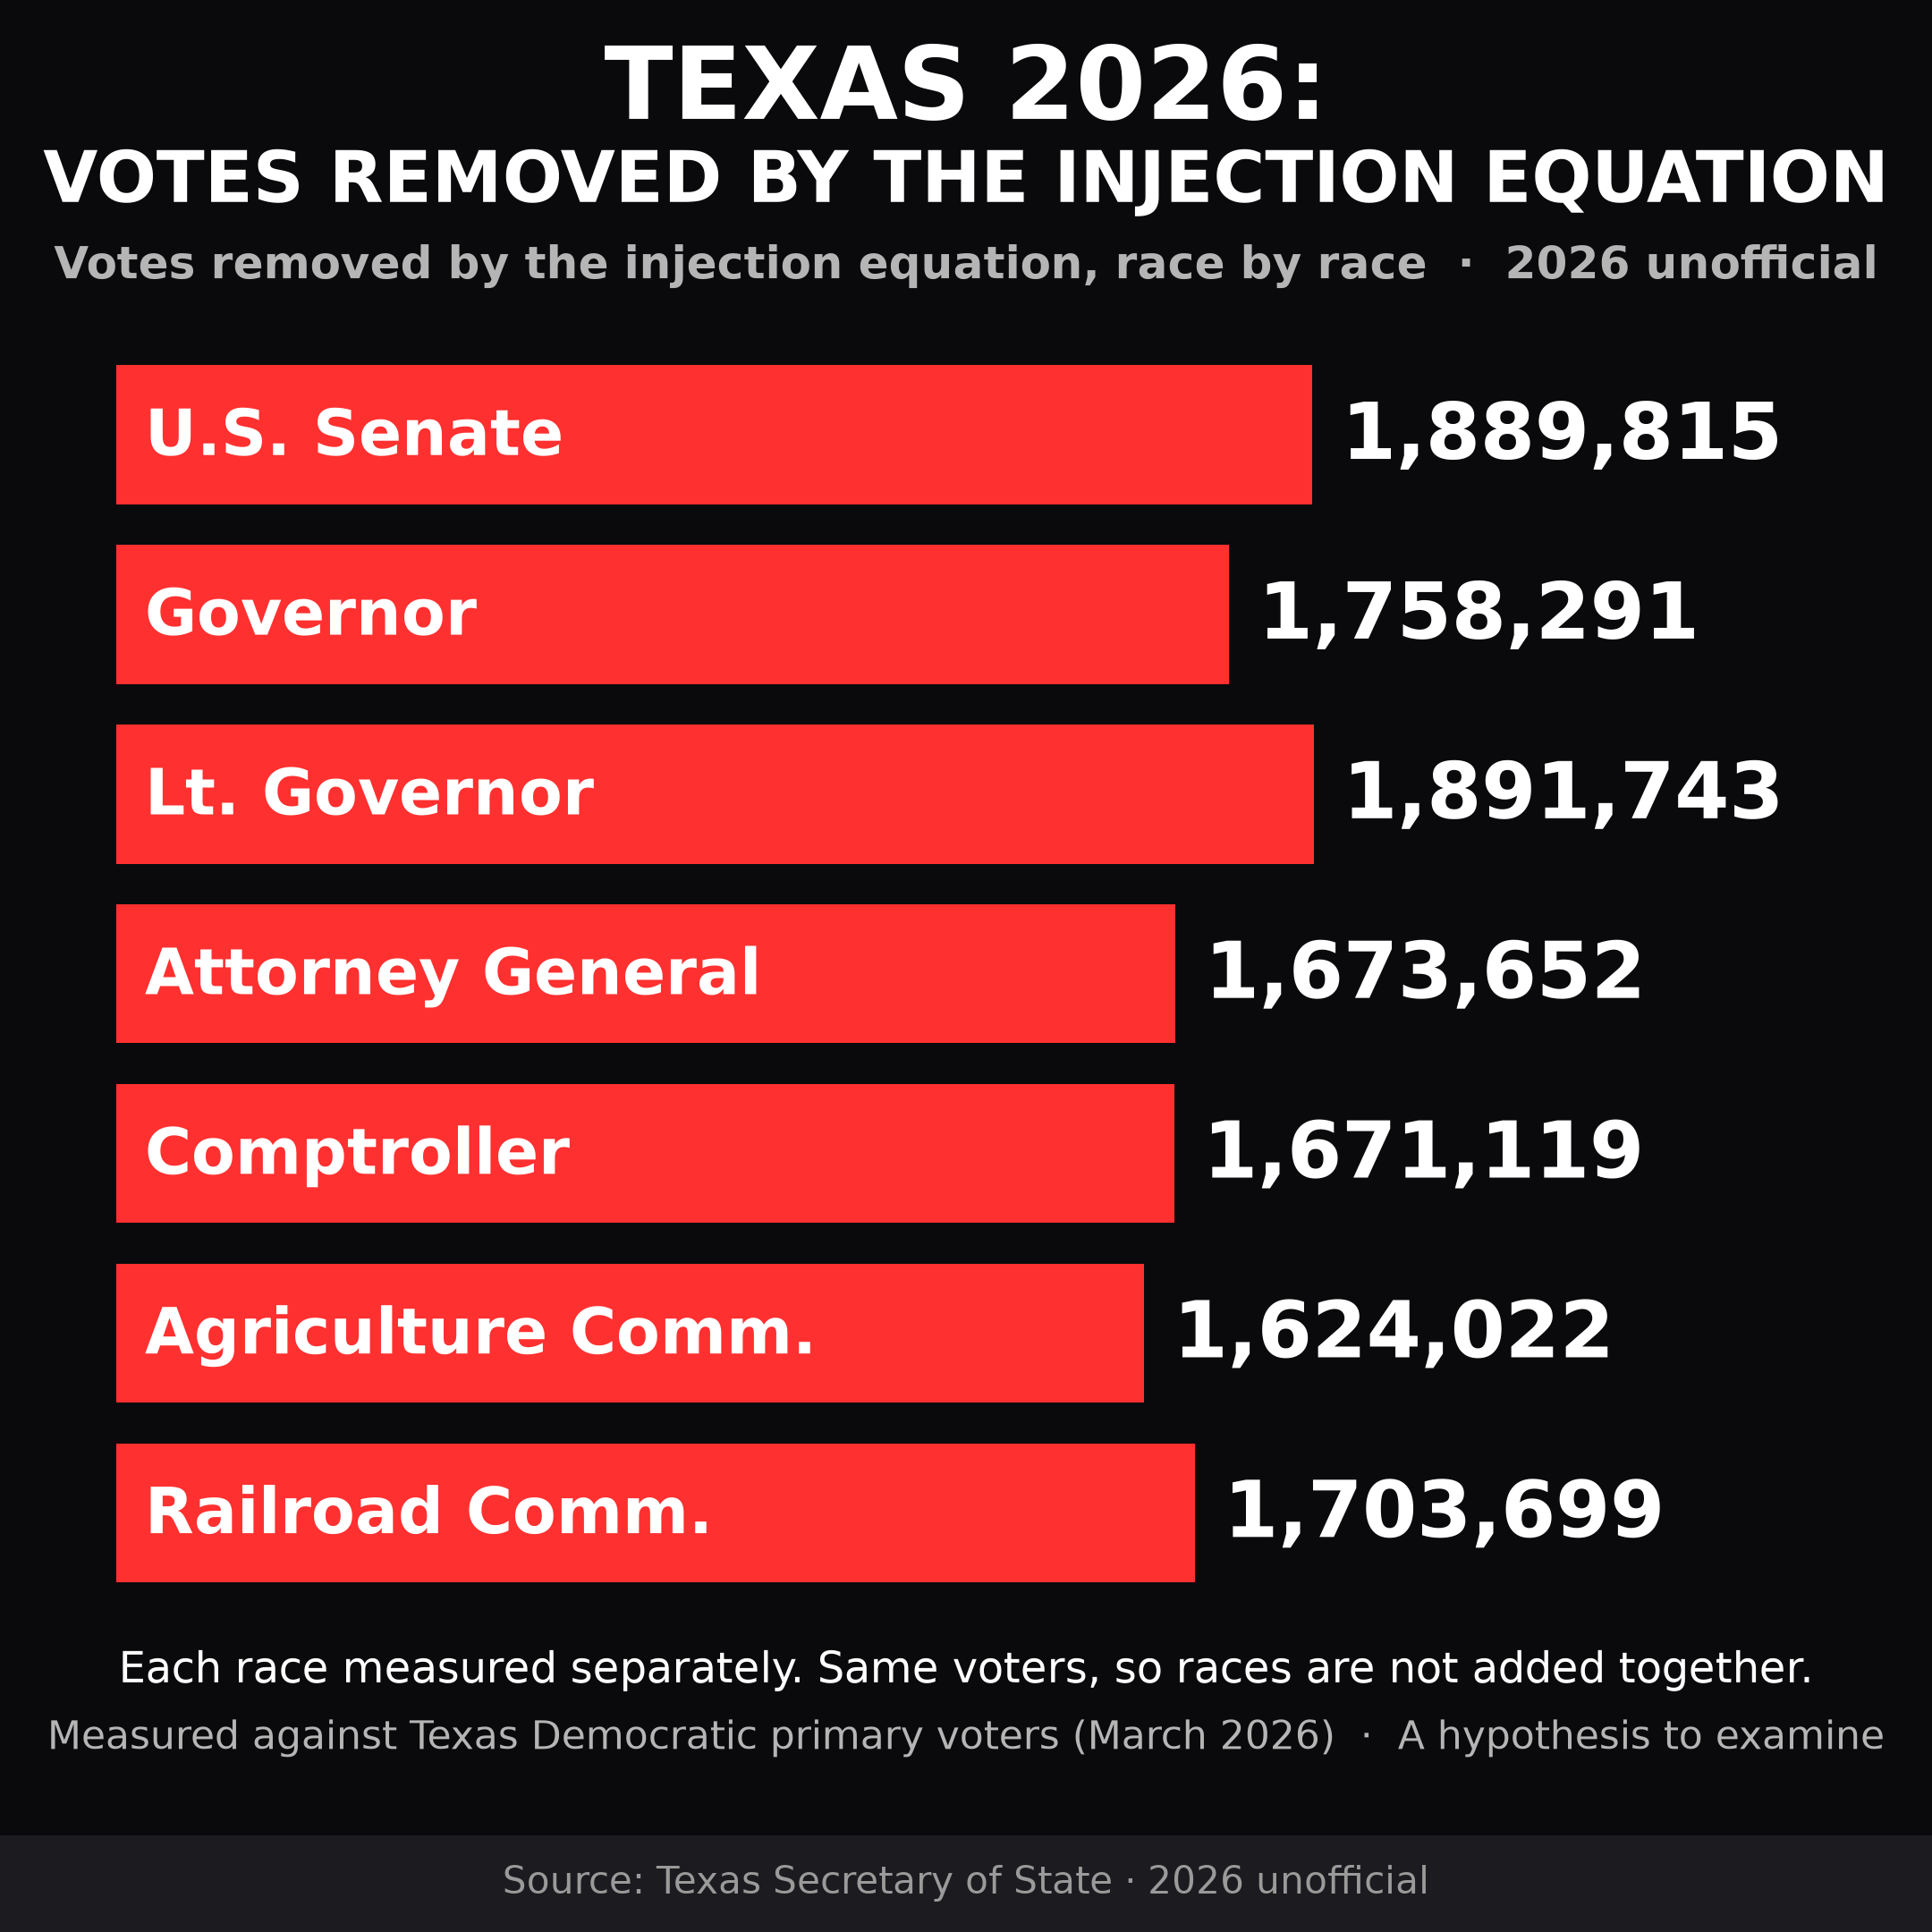 TEXAS 2026:
VOTES REMOVED BY THE INJECTION EQUATION
Votes removed by the injection equation, race by race · 2026 unofficial
U.S. Senate 1,889,815
Governor 1,758,291
Lt. Governor 1,891,743
Attorney General 1,673,652
Comptroller 1,671,119
Agriculture Comm. 1,624,022
Railroad Comm. 1,703,699
Each race measured separately. Same voters, so races are not added together.
Measured against Texas Democratic primary voters (March 2026) · A hypothesis to examine
Source: Texas Secretary of State · 2026 unofficial